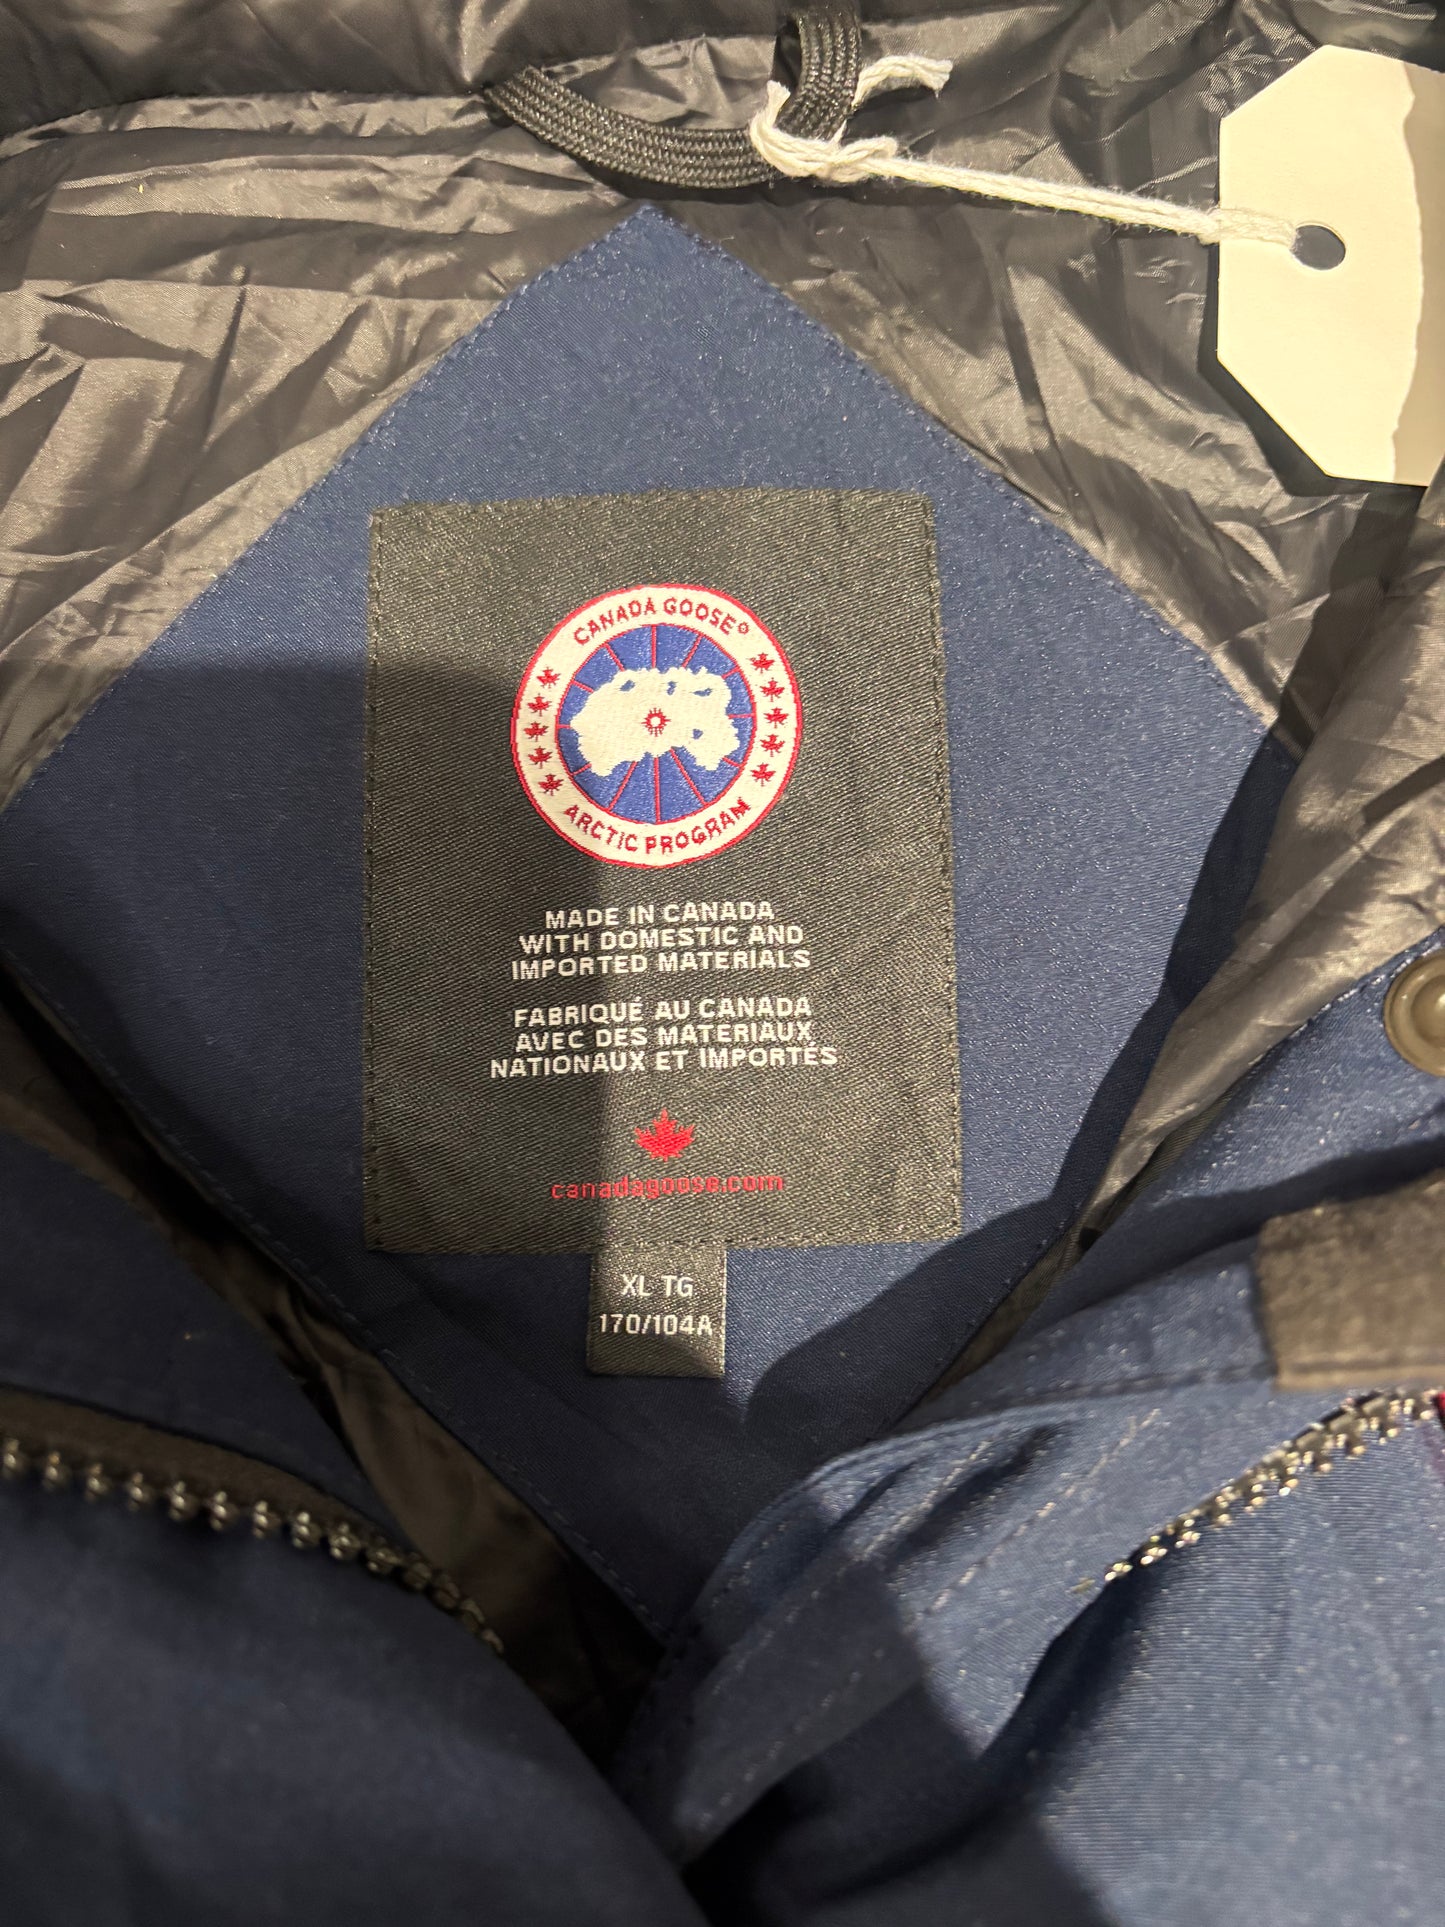 CANADA GOOSE®
ARCTIC PROGRAM
MADE IN CANADA
WITH DOMESTIC AND
IMPORTED MATERIALS
FABRIQUÉ AU CANADA
AVEC DES MATÉRIAUX
NATIONAUX ET IMPORTÉS
canadagoose.com
XL TG
170/104A